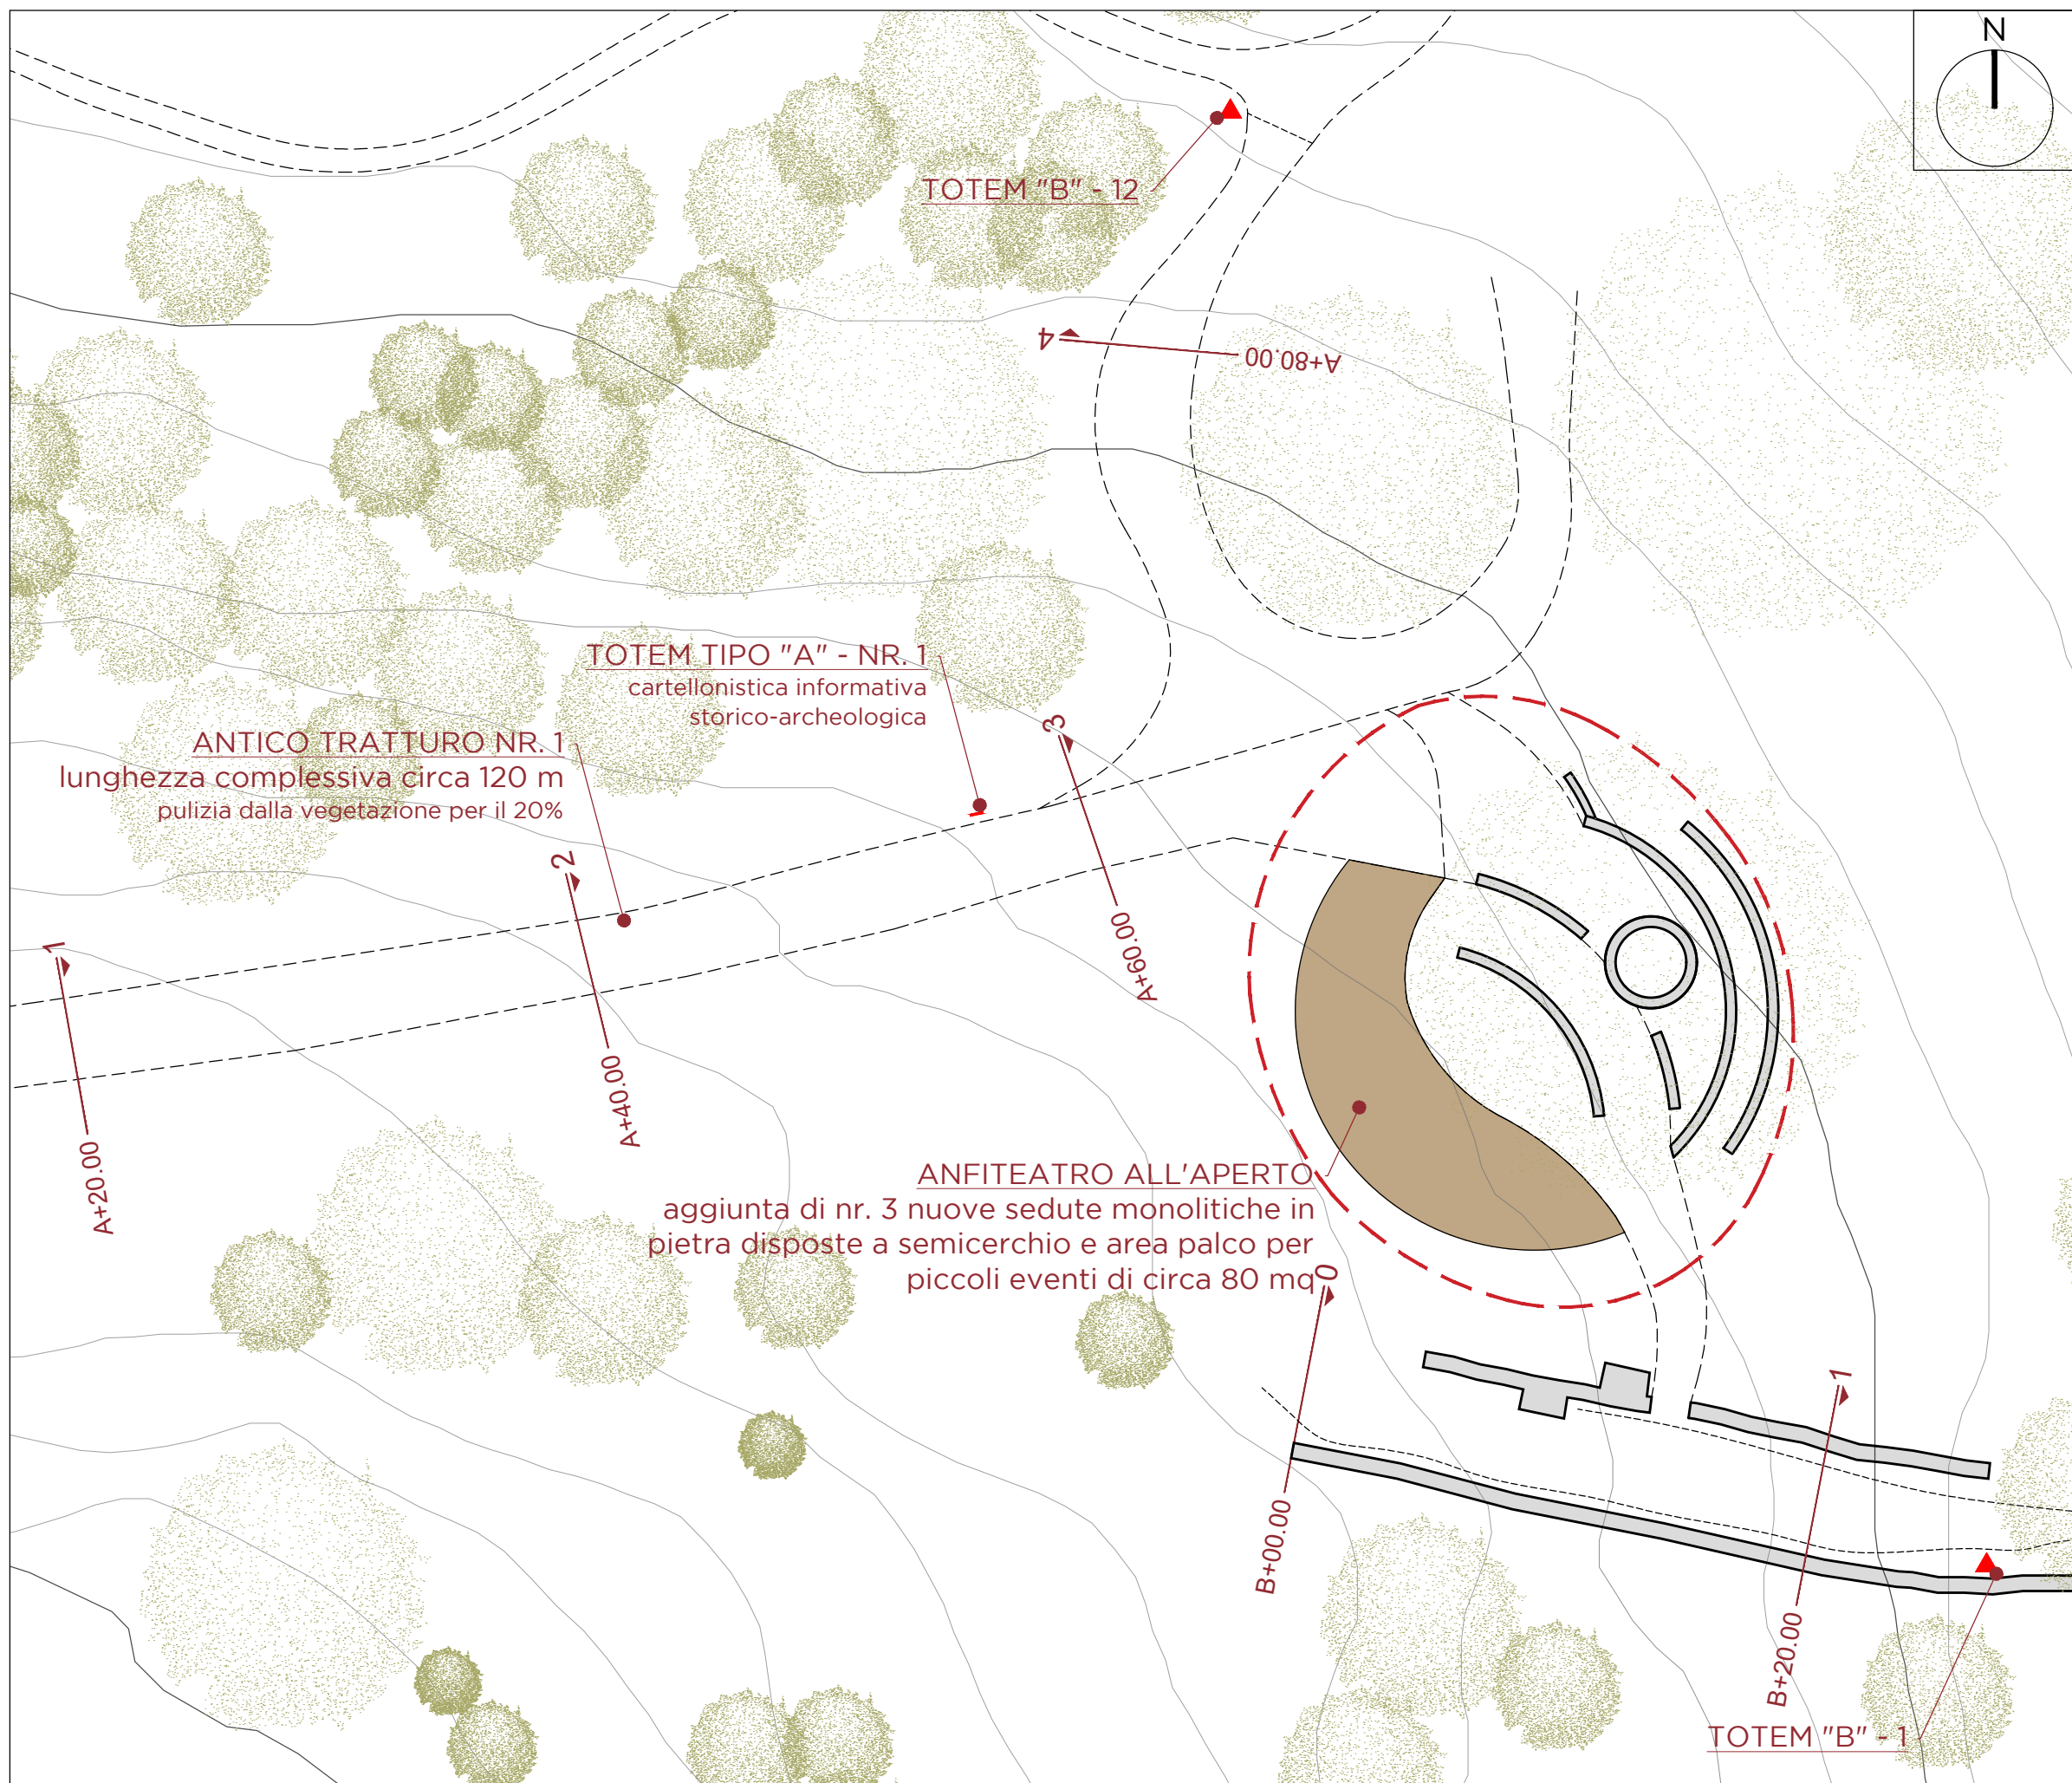 N
TOTEM "B" - 12
4
A+80.00
TOTEM TIPO "A" - NR. 1
cartellonistica informativa
storico-archeologica
3
ANTICO TRATTURO NR. 1
lunghezza complessiva circa 120 m
pulizia dalla vegetazione per il 20%
2
1
A+60.00
A+40.00
A+20.00
ANFITEATRO ALL'APERTO
aggiunta di nr. 3 nuove sedute monolitiche in
pietra disposte a semicerchio e area palco per
piccoli eventi di circa 80 mq
0
1
B+00.00
B+20.00
TOTEM "B" - 1